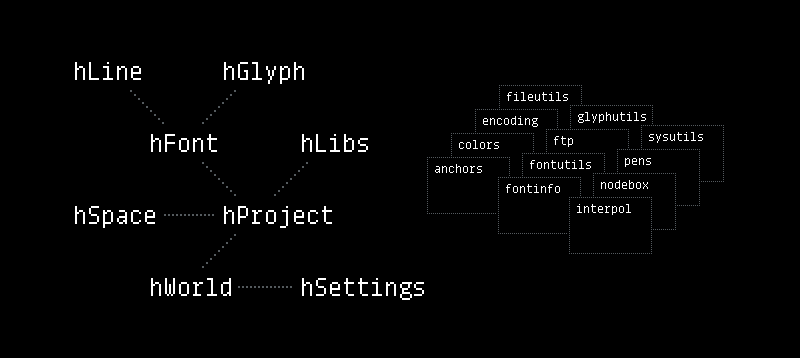 hLine
hGlyph
hFont
hLibs
hSpace
hProject
hWorld
hSettings
fileutils
encoding
glyphutils
colors
ftp
sysutils
anchors
fontutils
pens
fontinfo
nodebox
interpol